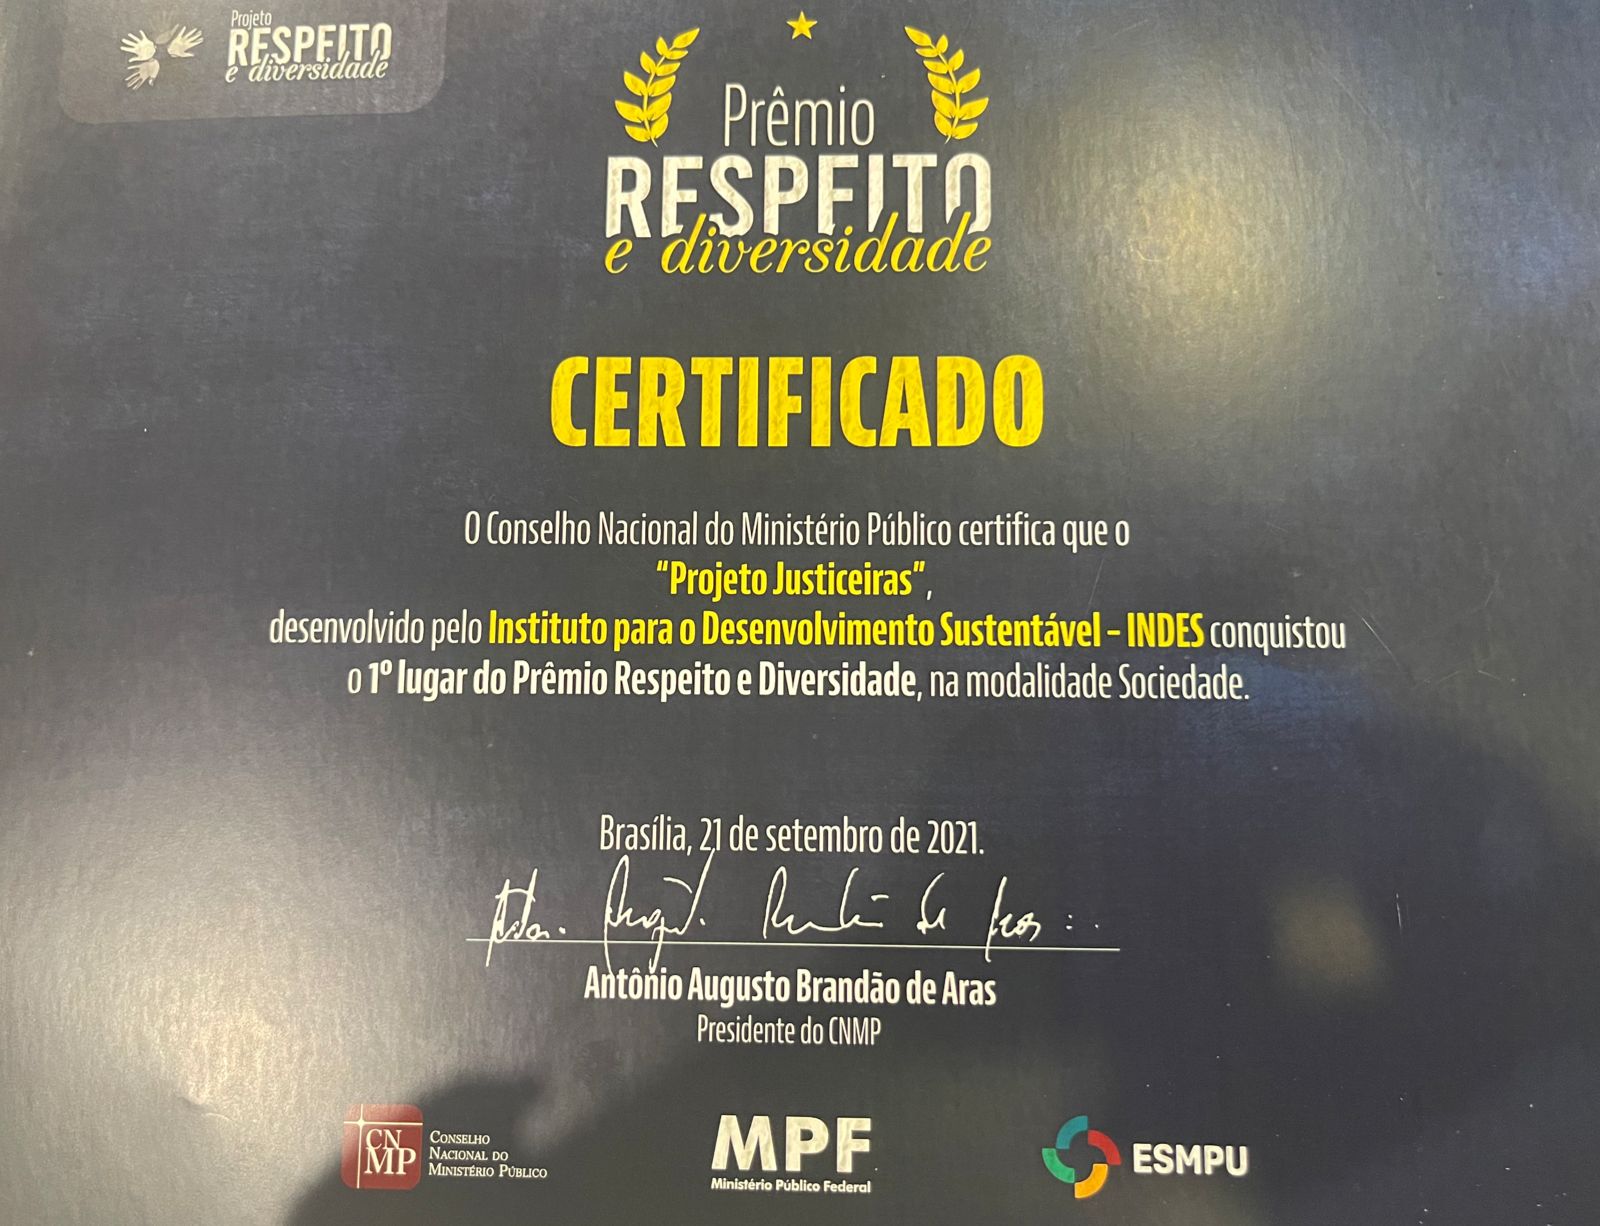 Projeto
RESPEITO
e diversidade
Prêmio
RESPEITO
e diversidade
CERTIFICADO
O Conselho Nacional do Ministério Público certifica que o
“Projeto Justiceiras”,
desenvolvido pelo Instituto para o Desenvolvimento Sustentável – INDES conquistou
o 1º lugar do Prêmio Respeito e Diversidade, na modalidade Sociedade.
Brasília, 21 de setembro de 2021.
Antônio Augusto Brandão de Aras
Presidente do CNMP
CN
MP
CONSELHO
NACIONAL DO
MINISTÉRIO PÚBLICO
MPF
Ministério Público Federal
ESMPU